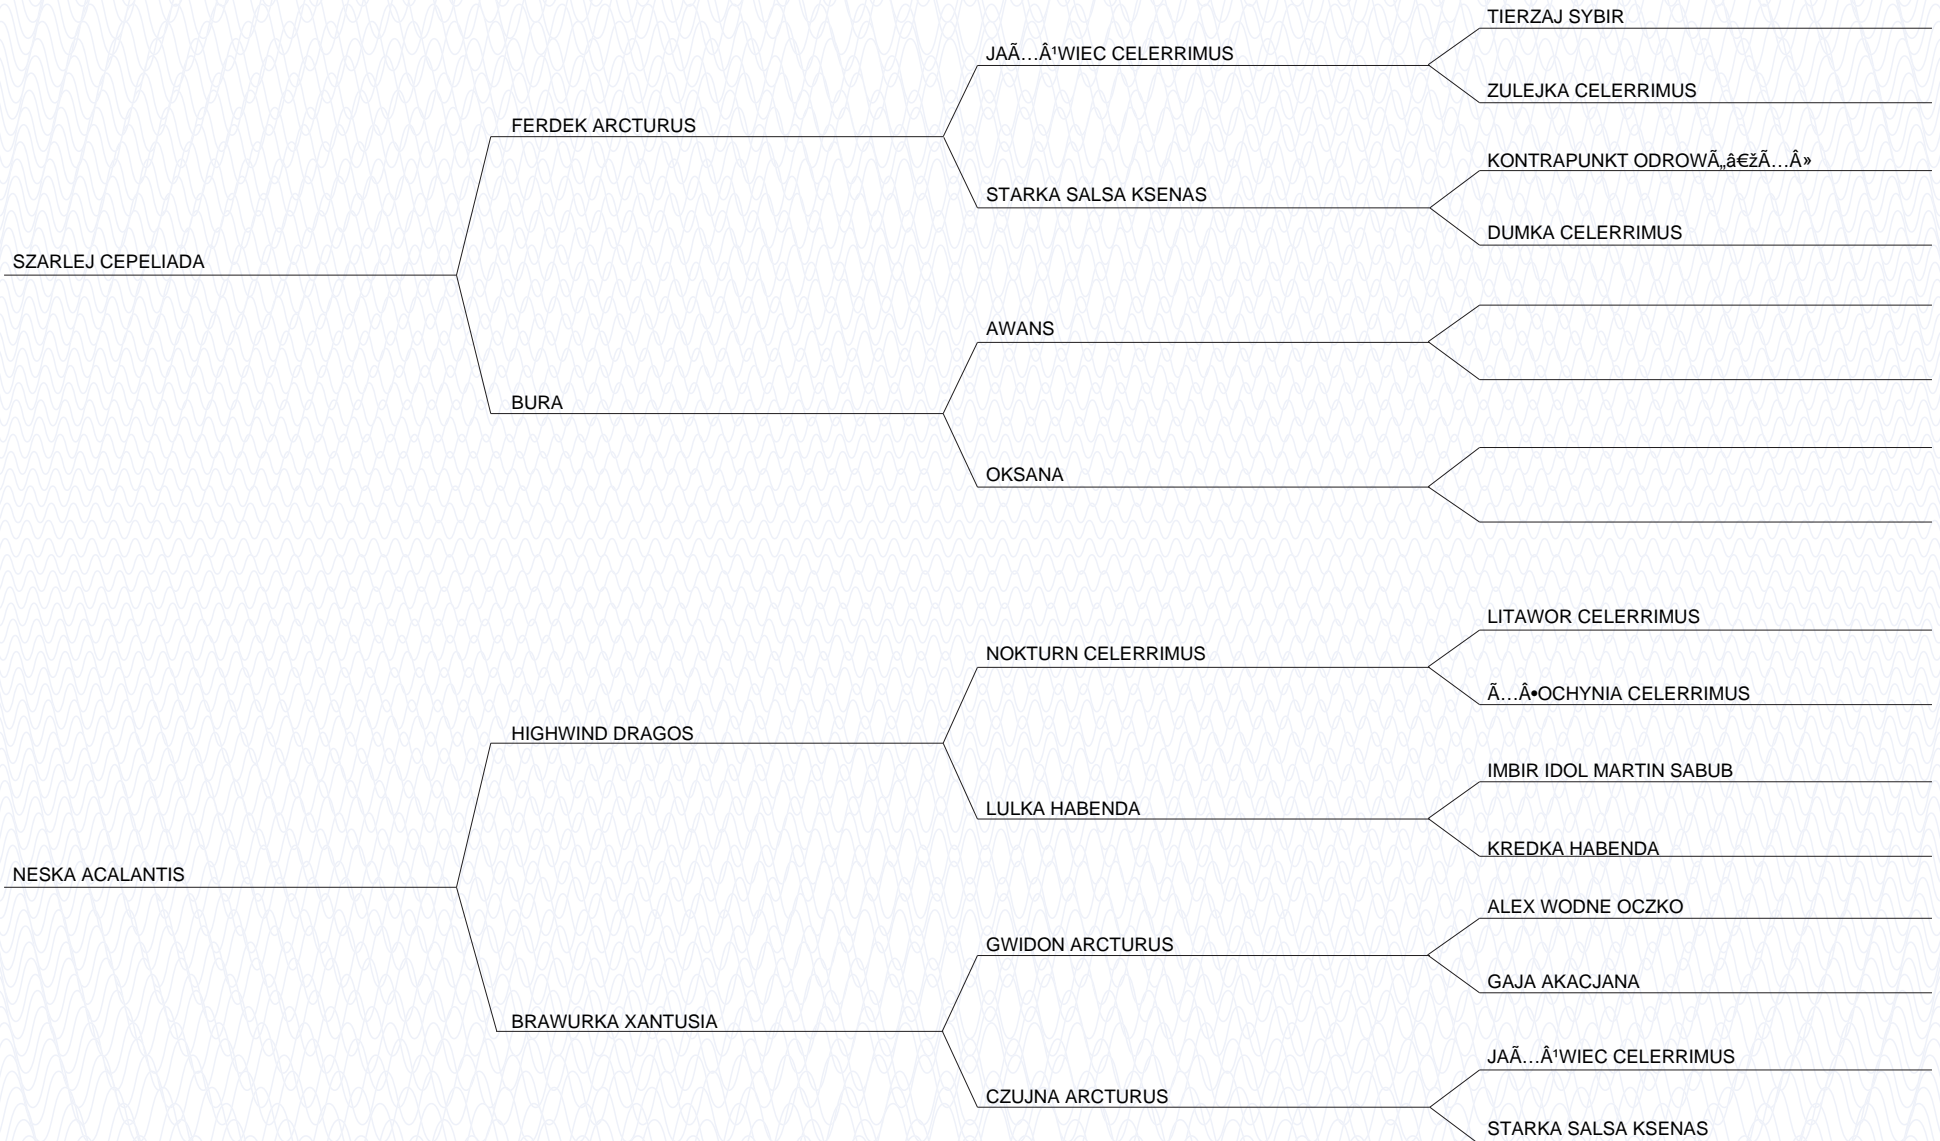 TIERZAJ SYBIR
JAÃ…Â¹WIEC CELERRIMUS
ZULEJKA CELERRIMUS
FERDEK ARCTURUS
KONTRAPUNKT ODROWÃ„â€žÃ…Â»
STARKA SALSA KSENAS
DUMKA CELERRIMUS
SZARLEJ CEPELIADA
AWANS
BURA
OKSANA
LITAWOR CELERRIMUS
NOKTURN CELERRIMUS
Ã…Â•OCHYNIA CELERRIMUS
HIGHWIND DRAGOS
IMBIR IDOL MARTIN SABUB
LULKA HABENDA
KREDKA HABENDA
NESKA ACALANTIS
ALEX WODNE OCZKO
GWIDON ARCTURUS
GAJA AKACJANA
BRAWURKA XANTUSIA
JAÃ…Â¹WIEC CELERRIMUS
CZUJNA ARCTURUS
STARKA SALSA KSENAS